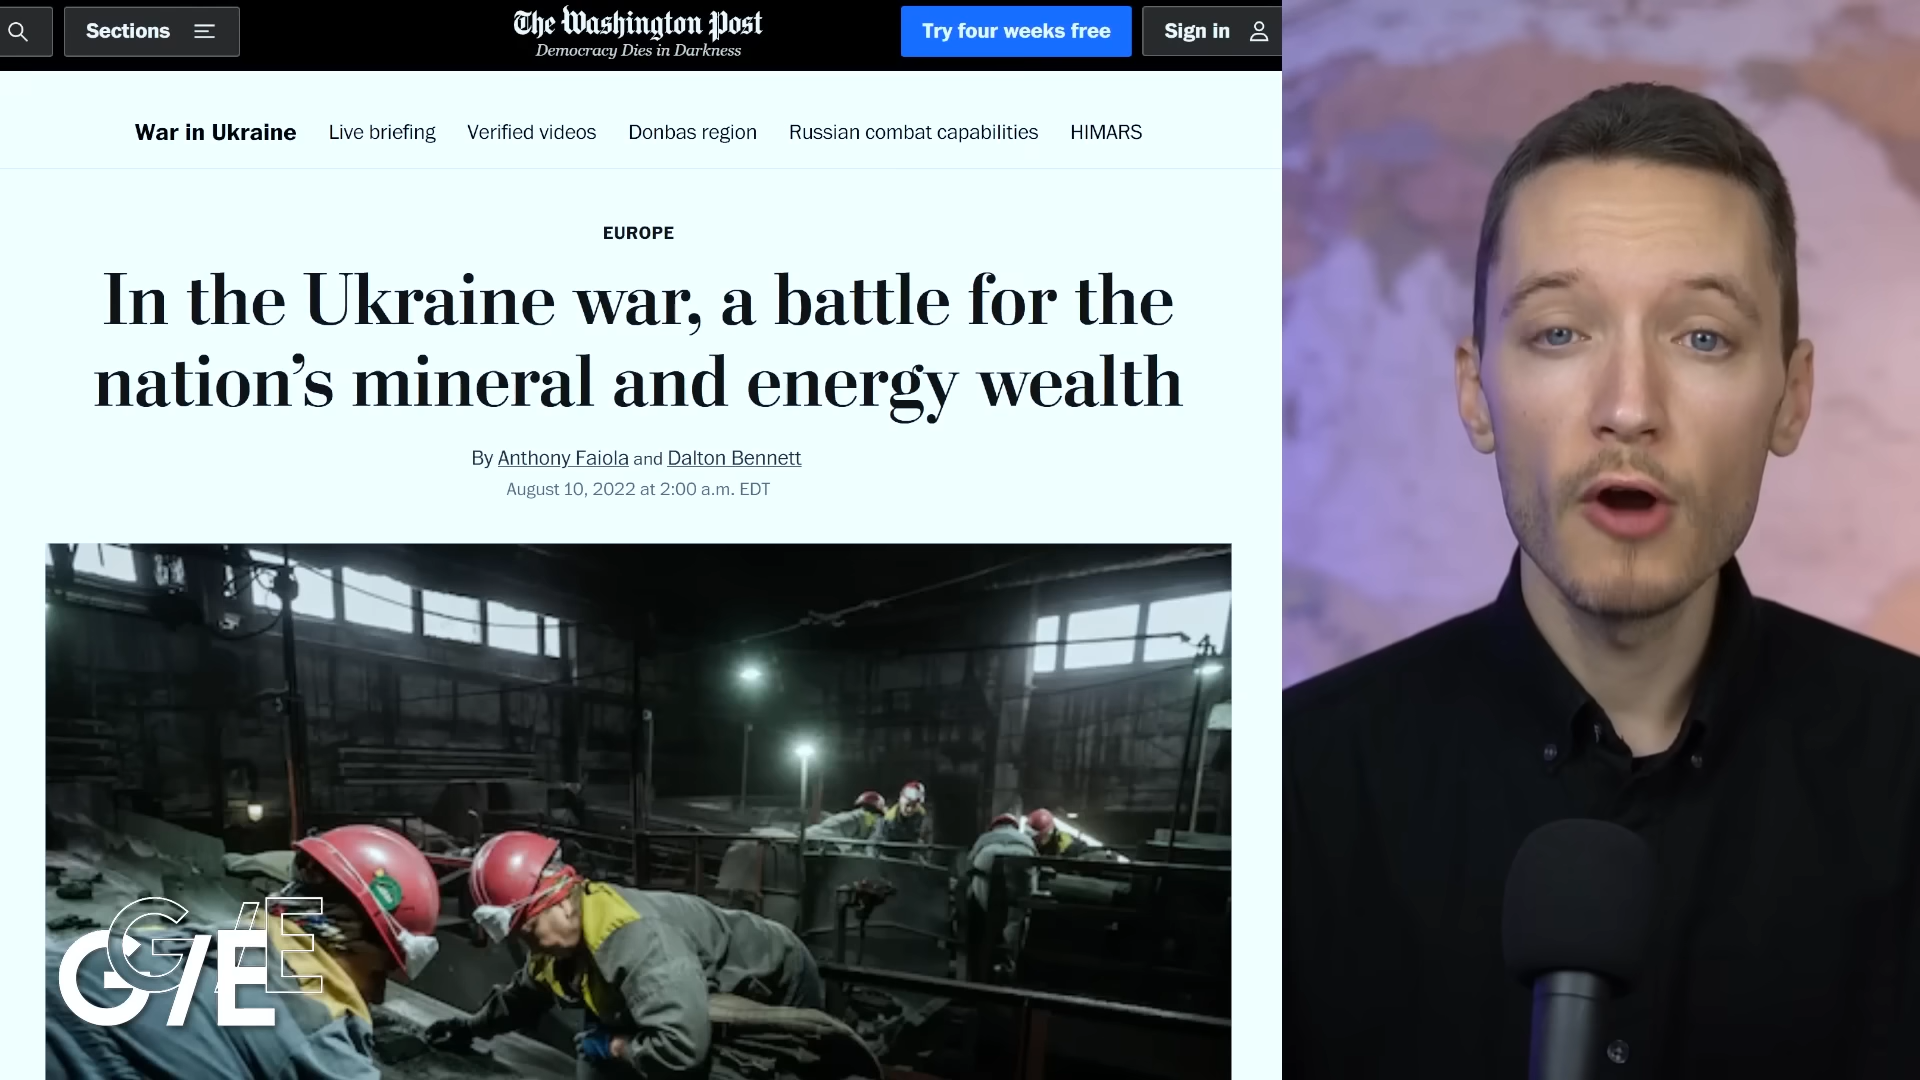 Sections
The Washington Post
Democracy Dies in Darkness
Try four weeks free
Sign in
War in Ukraine
Live briefing
Verified videos
Donbas region
Russian combat capabilities
HIMARS
EUROPE
In the Ukraine war, a battle for the
nation’s mineral and energy wealth
By Anthony Faiola and Dalton Bennett
August 10, 2022 at 2:00 a.m. EDT
G/E
G/E